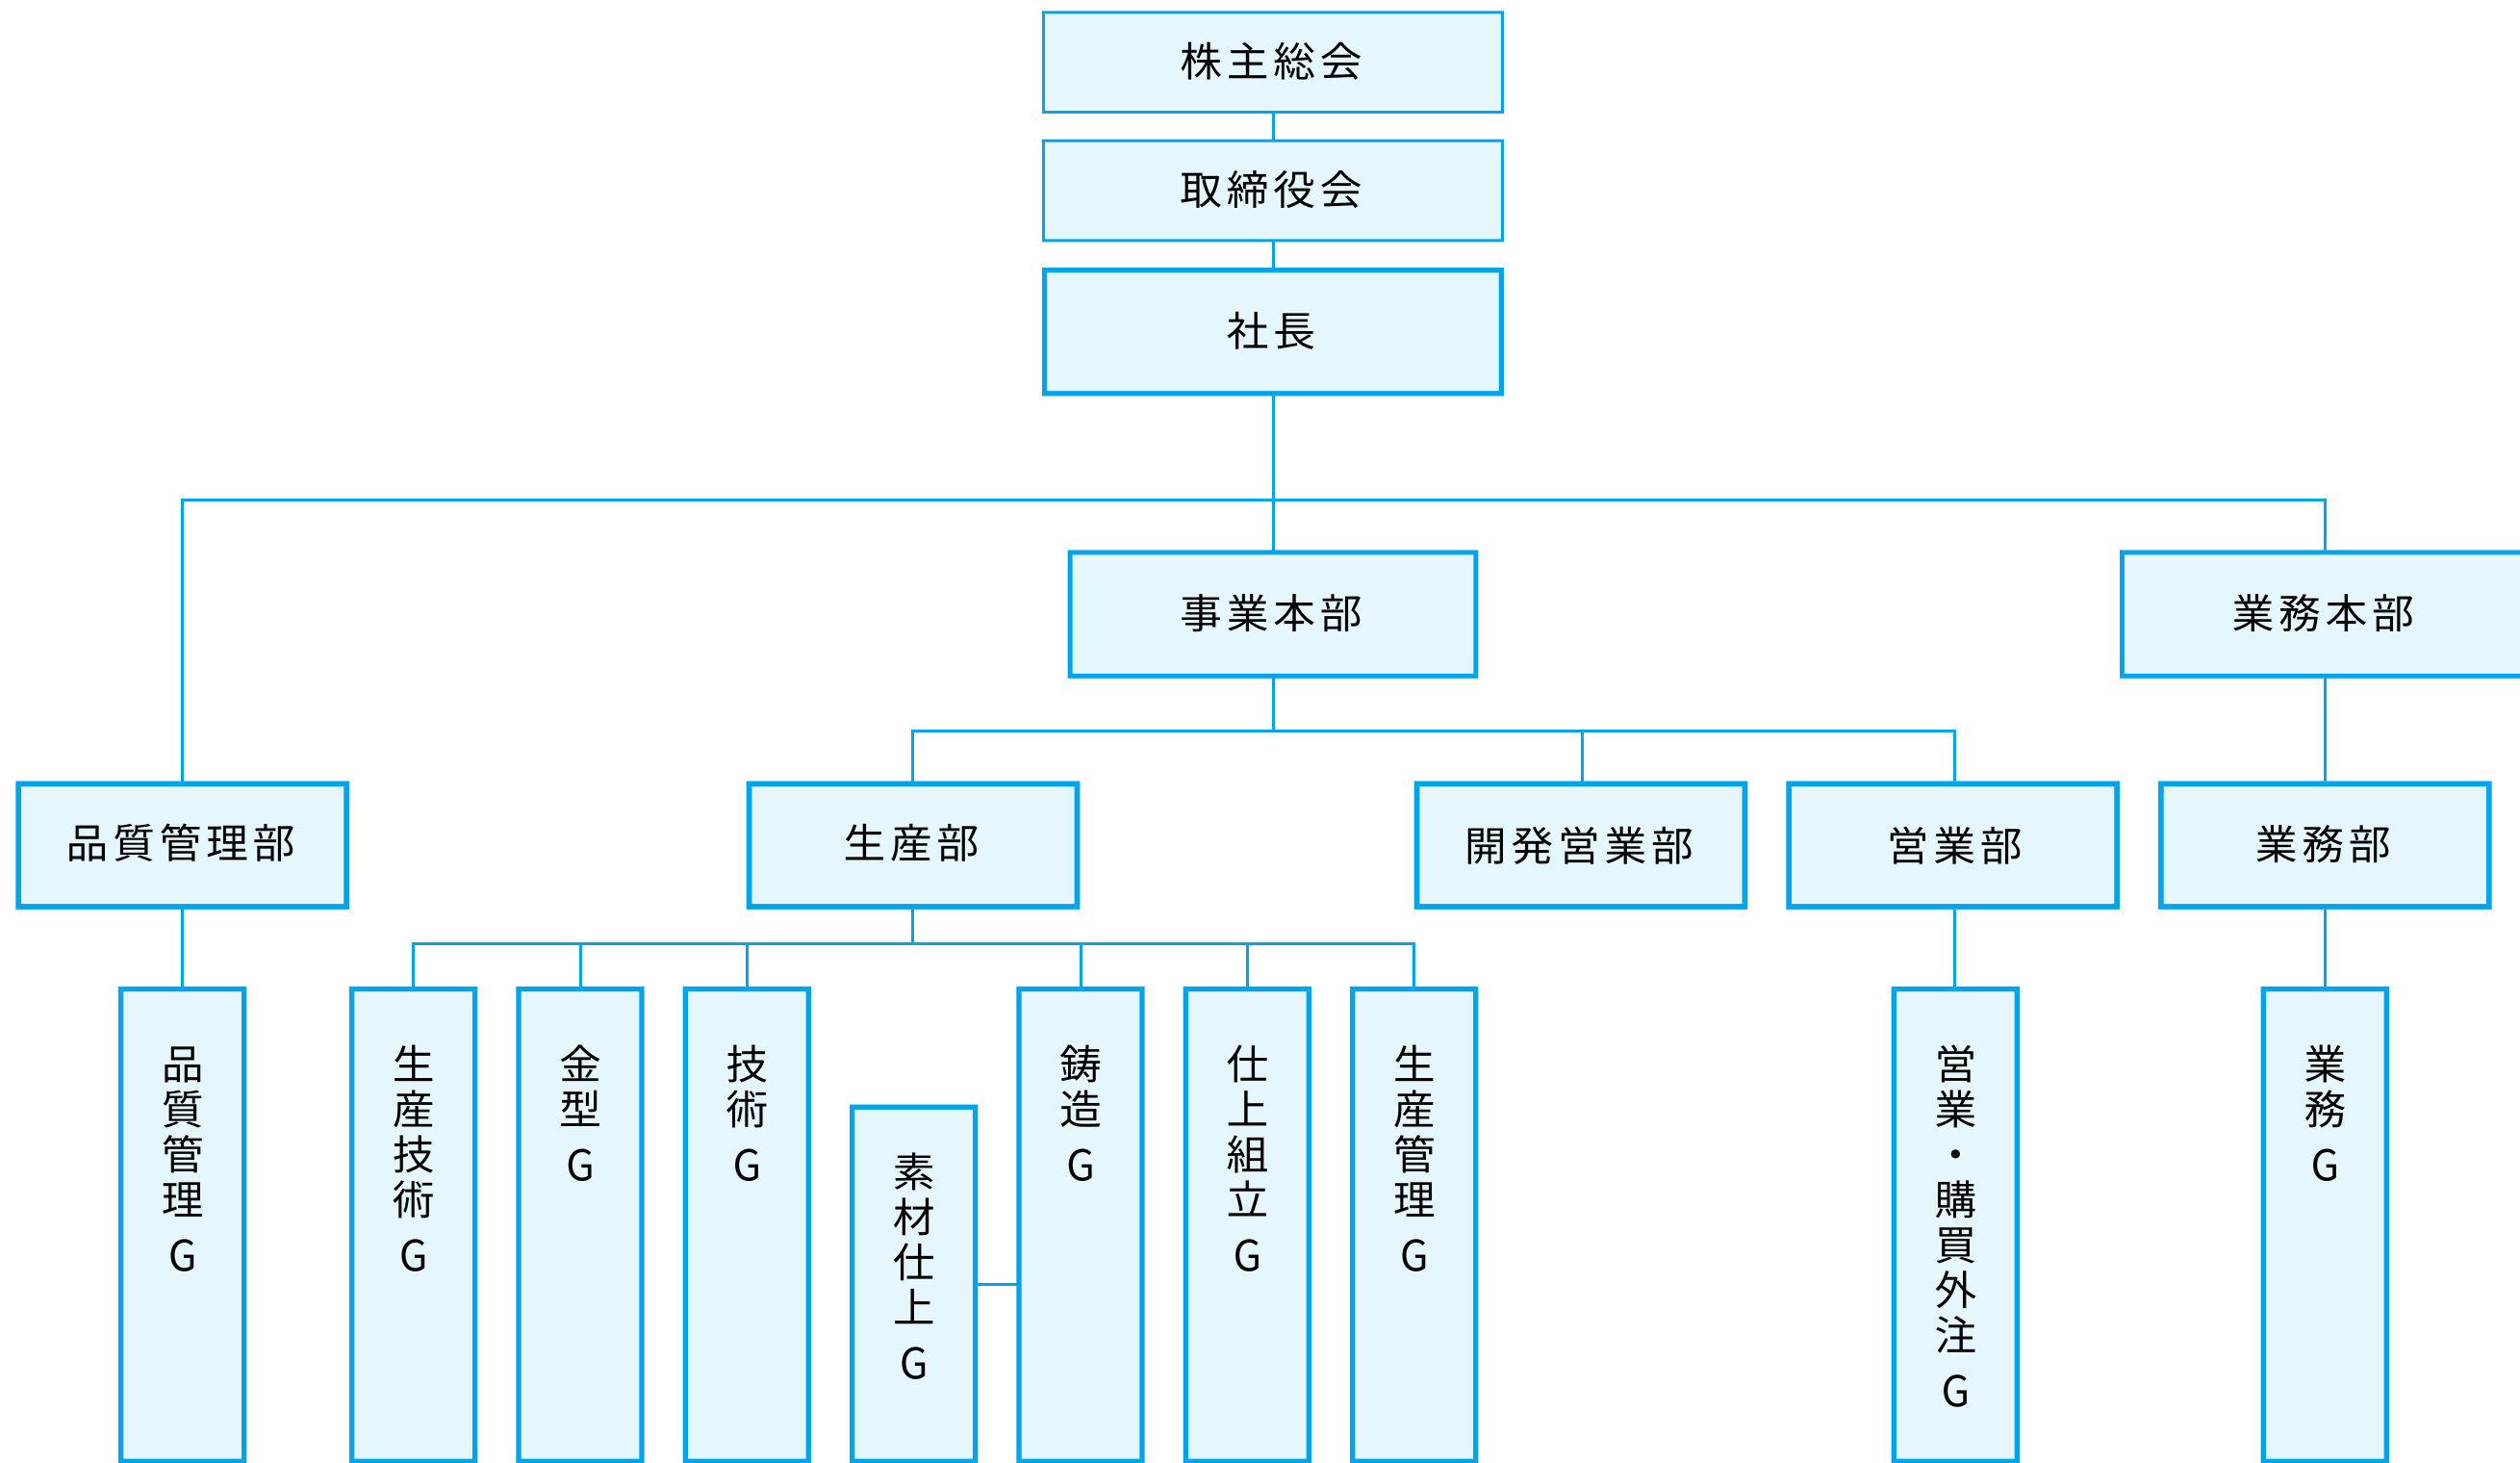 株主総会
取締役会
社長
事業本部
業務本部
品質管理部
生産部
開発営業部
営業部
業務部
品質管理G
生産技術G
金型G
技術G
素材仕上G
鋳造G
仕上組立G
生産管理G
営業・購買外注G
業務G